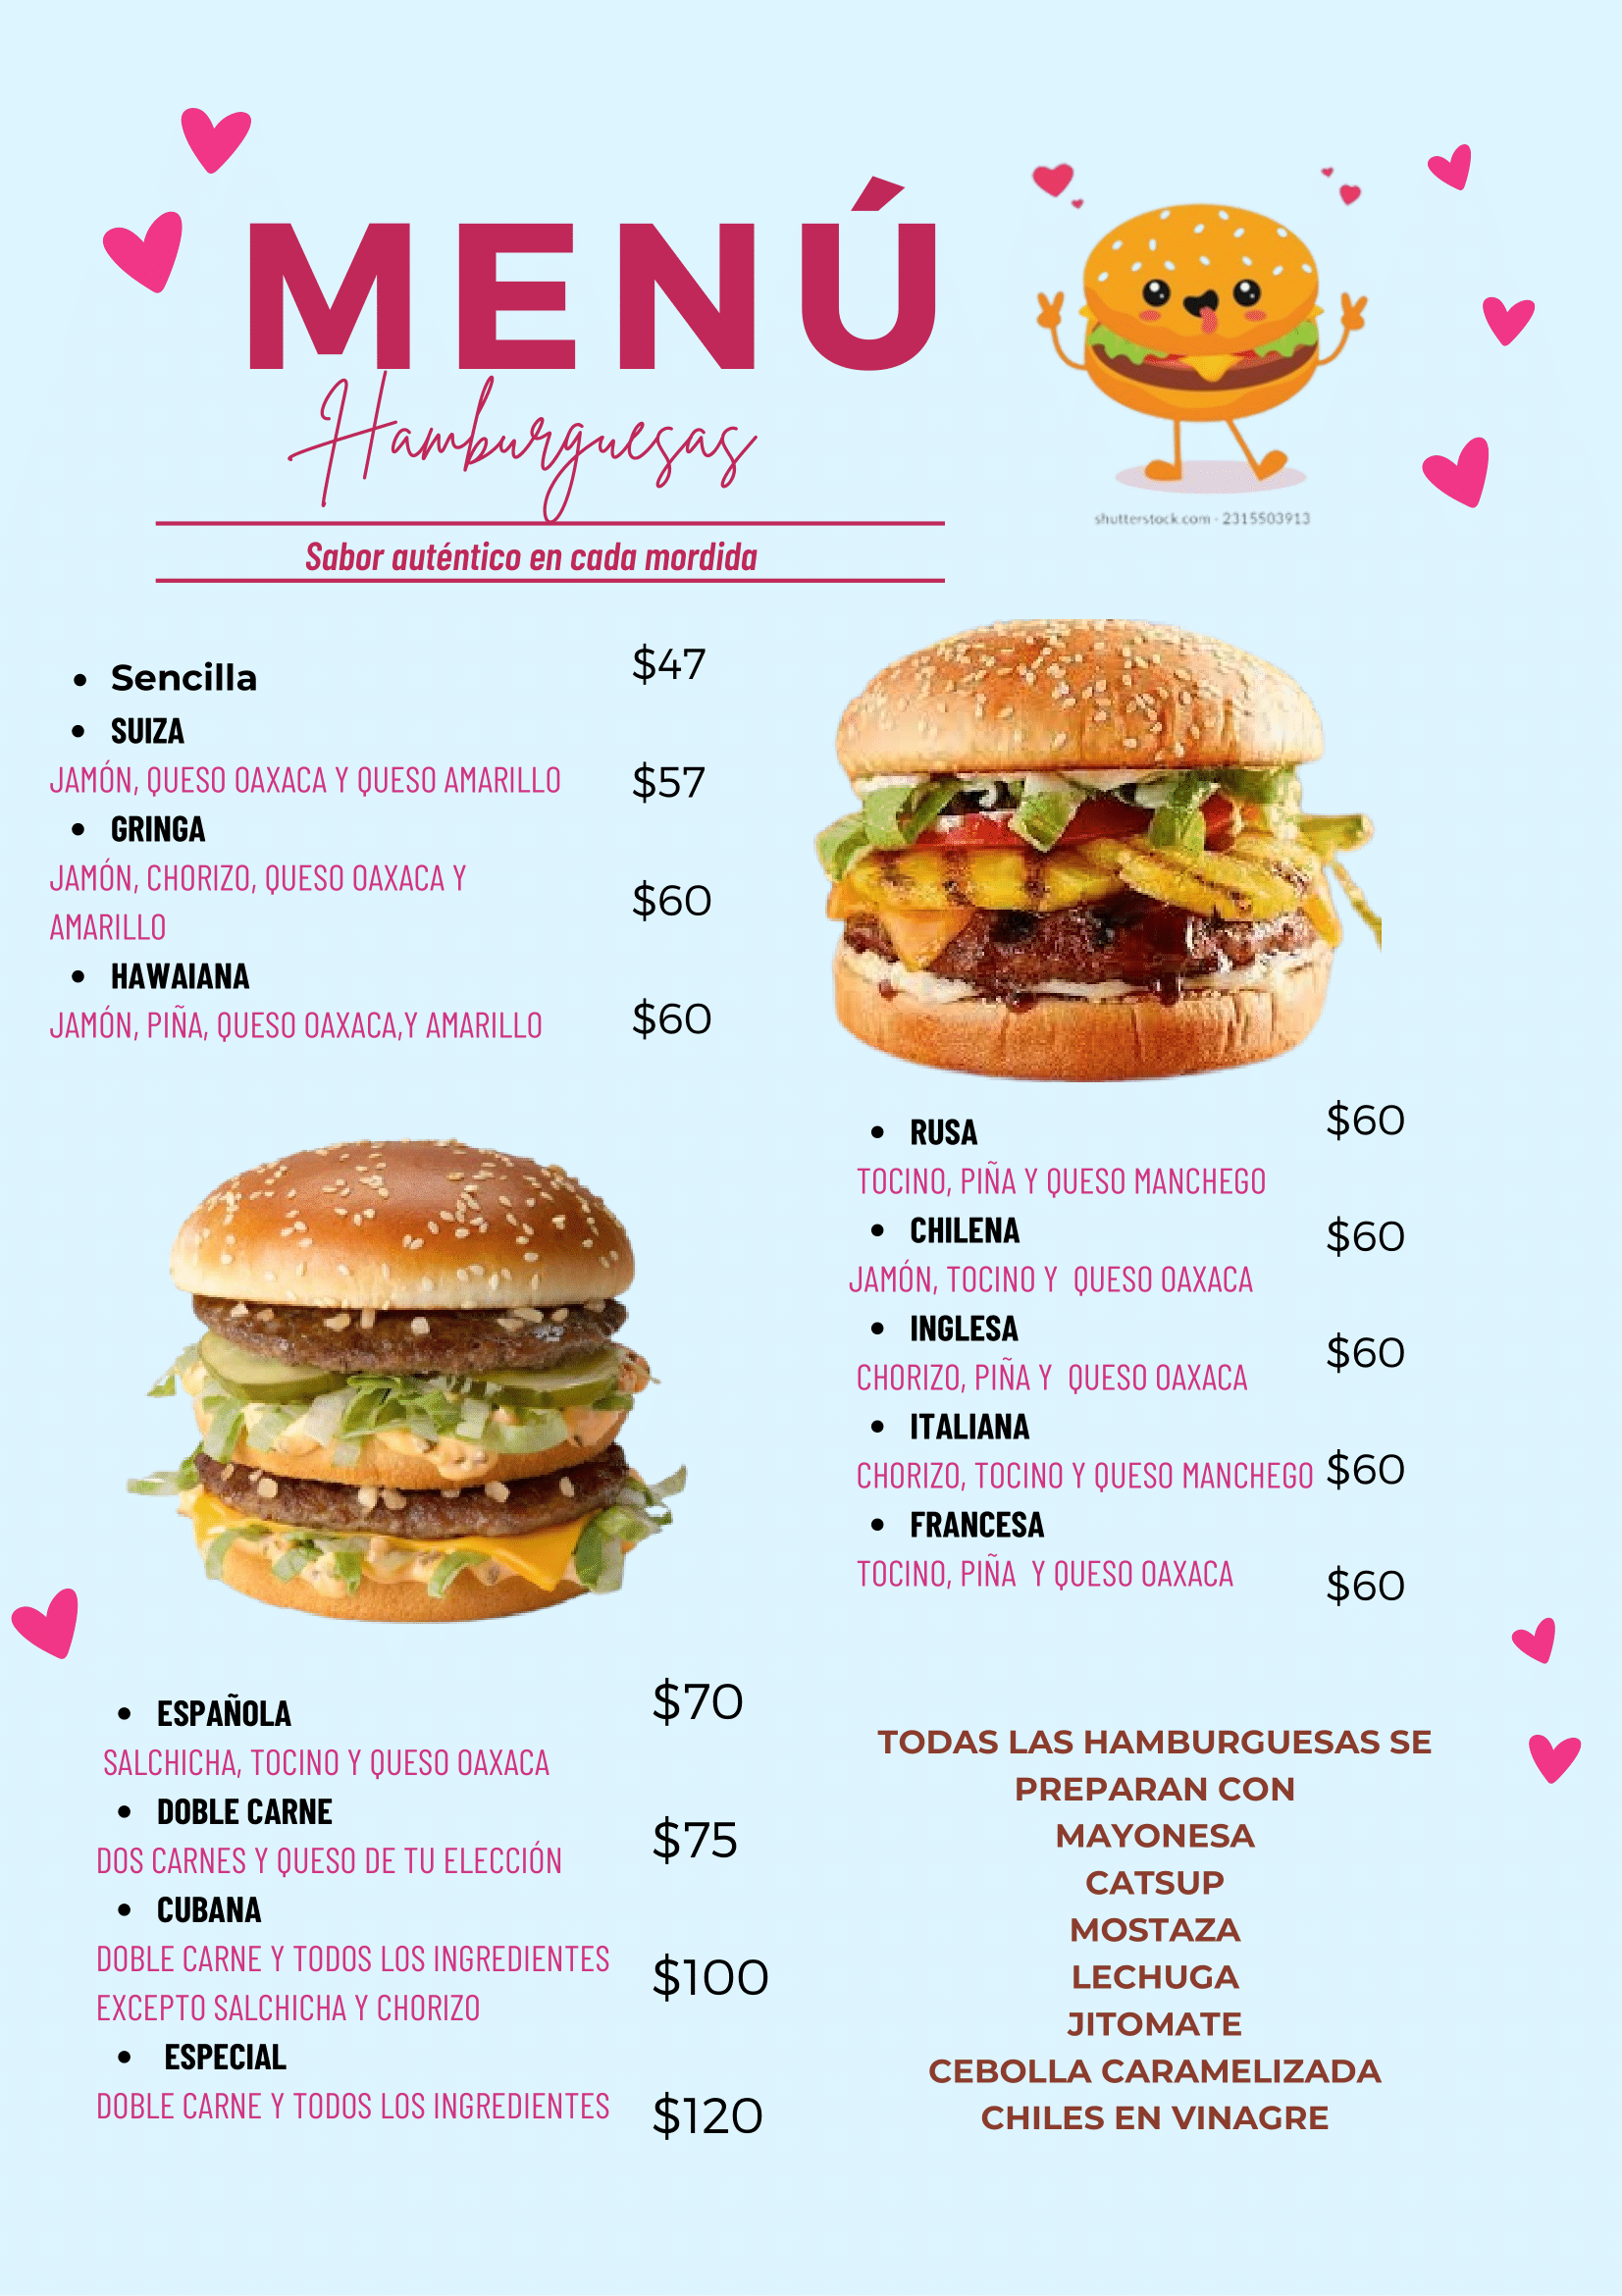 MENÚ
Hamburguesas
Sabor auténtico en cada mordida
shutterstock.com · 2315503913
• Sencilla $47
• SUIZA
JAMÓN, QUESO OAXACA Y QUESO AMARILLO $57
• GRINGA
JAMÓN, CHORIZO, QUESO OAXACA Y $60
AMARILLO
• HAWAIANA
JAMÓN, PIÑA, QUESO OAXACA,Y AMARILLO $60
• RUSA $60
TOCINO, PIÑA Y QUESO MANCHEGO
• CHILENA $60
JAMÓN, TOCINO Y QUESO OAXACA
• INGLESA $60
CHORIZO, PIÑA Y QUESO OAXACA
• ITALIANA
CHORIZO, TOCINO Y QUESO MANCHEGO $60
• FRANCESA
TOCINO, PIÑA Y QUESO OAXACA $60
• ESPAÑOLA $70
SALCHICHA, TOCINO Y QUESO OAXACA
• DOBLE CARNE $75
DOS CARNES Y QUESO DE TU ELECCIÓN
• CUBANA
DOBLE CARNE Y TODOS LOS INGREDIENTES $100
EXCEPTO SALCHICHA Y CHORIZO
• ESPECIAL
DOBLE CARNE Y TODOS LOS INGREDIENTES $120
TODAS LAS HAMBURGUESAS SE
PREPARAN CON
MAYONESA
CATSUP
MOSTAZA
LECHUGA
JITOMATE
CEBOLLA CARAMELIZADA
CHILES EN VINAGRE